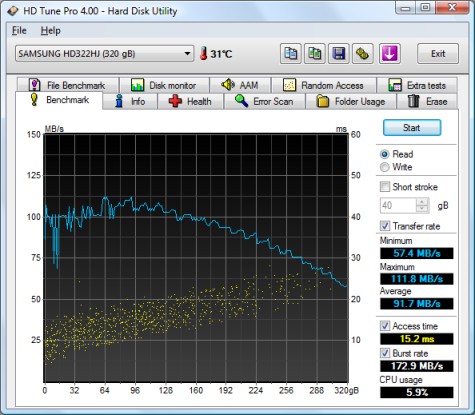 HD Tune Pro 4.00 - Hard Disk Utility
File Help
SAMSUNG HD322HJ (320 gB) 31°C Exit
File Benchmark Disk monitor AAM Random Access Extra tests
Benchmark Info Health Error Scan Folder Usage Erase
Start
Read
Write
Short stroke
40 gB
Transfer rate
Minimum
57.4 MB/s
Maximum
111.8 MB/s
Average
91.7 MB/s
Access time
15.2 ms
Burst rate
172.9 MB/s
CPU usage
5.9%
MB/s ms
150 60
125 50
100 40
75 30
50 20
25 10
0 32 64 96 128 160 192 224 256 288 320gB